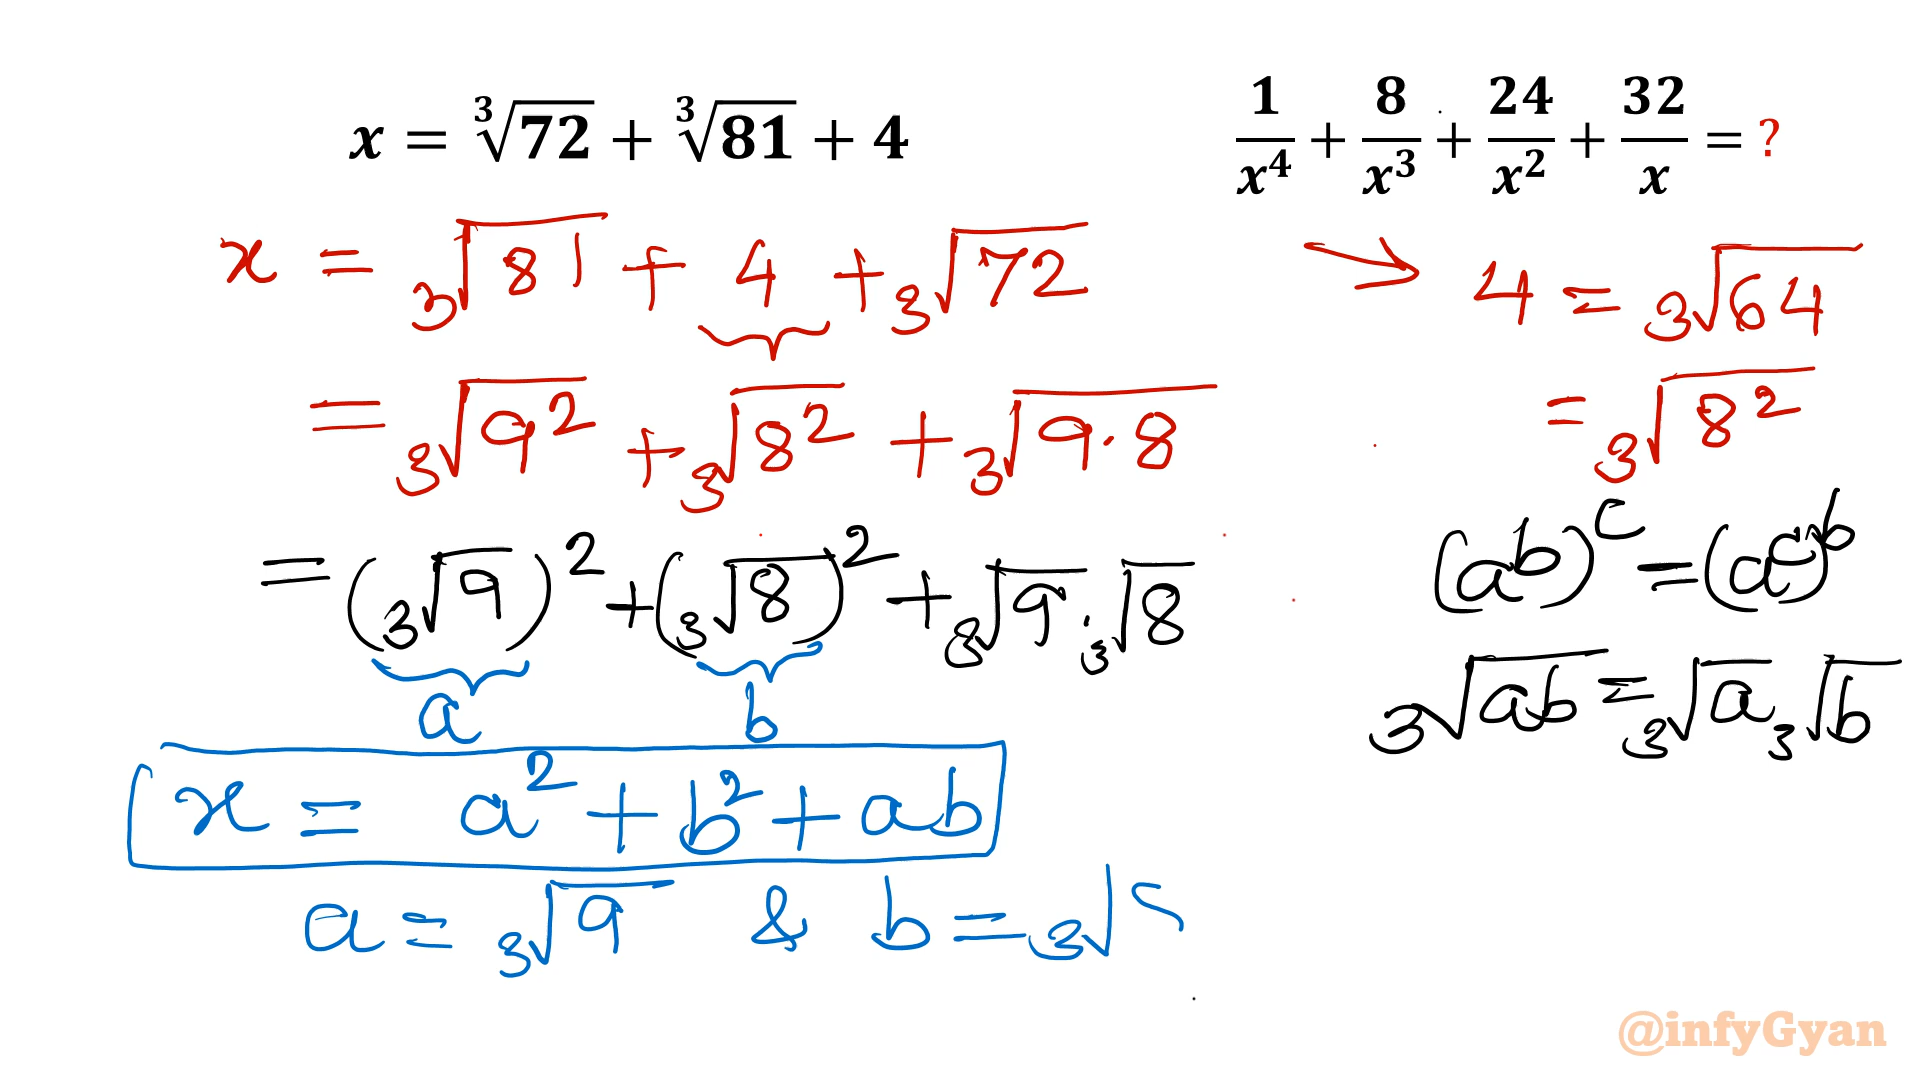 x = ∛72 + ∛81 + 4
1/x⁴ + 8/x³ + 24/x² + 32/x = ?
x = ∛81 + 4 + ∛72
→ 4 = ∛64
= ∛9² + ∛8² + ∛9·8
= ∛8²
= (∛9)² + (∛8)² + ∛9 · ∛8
(a^b)^c = (a^c)^b
a b
∛ab = ∛a ∛b
x = a² + b² + ab
a = ∛9 & b = ∛
@infyGyan